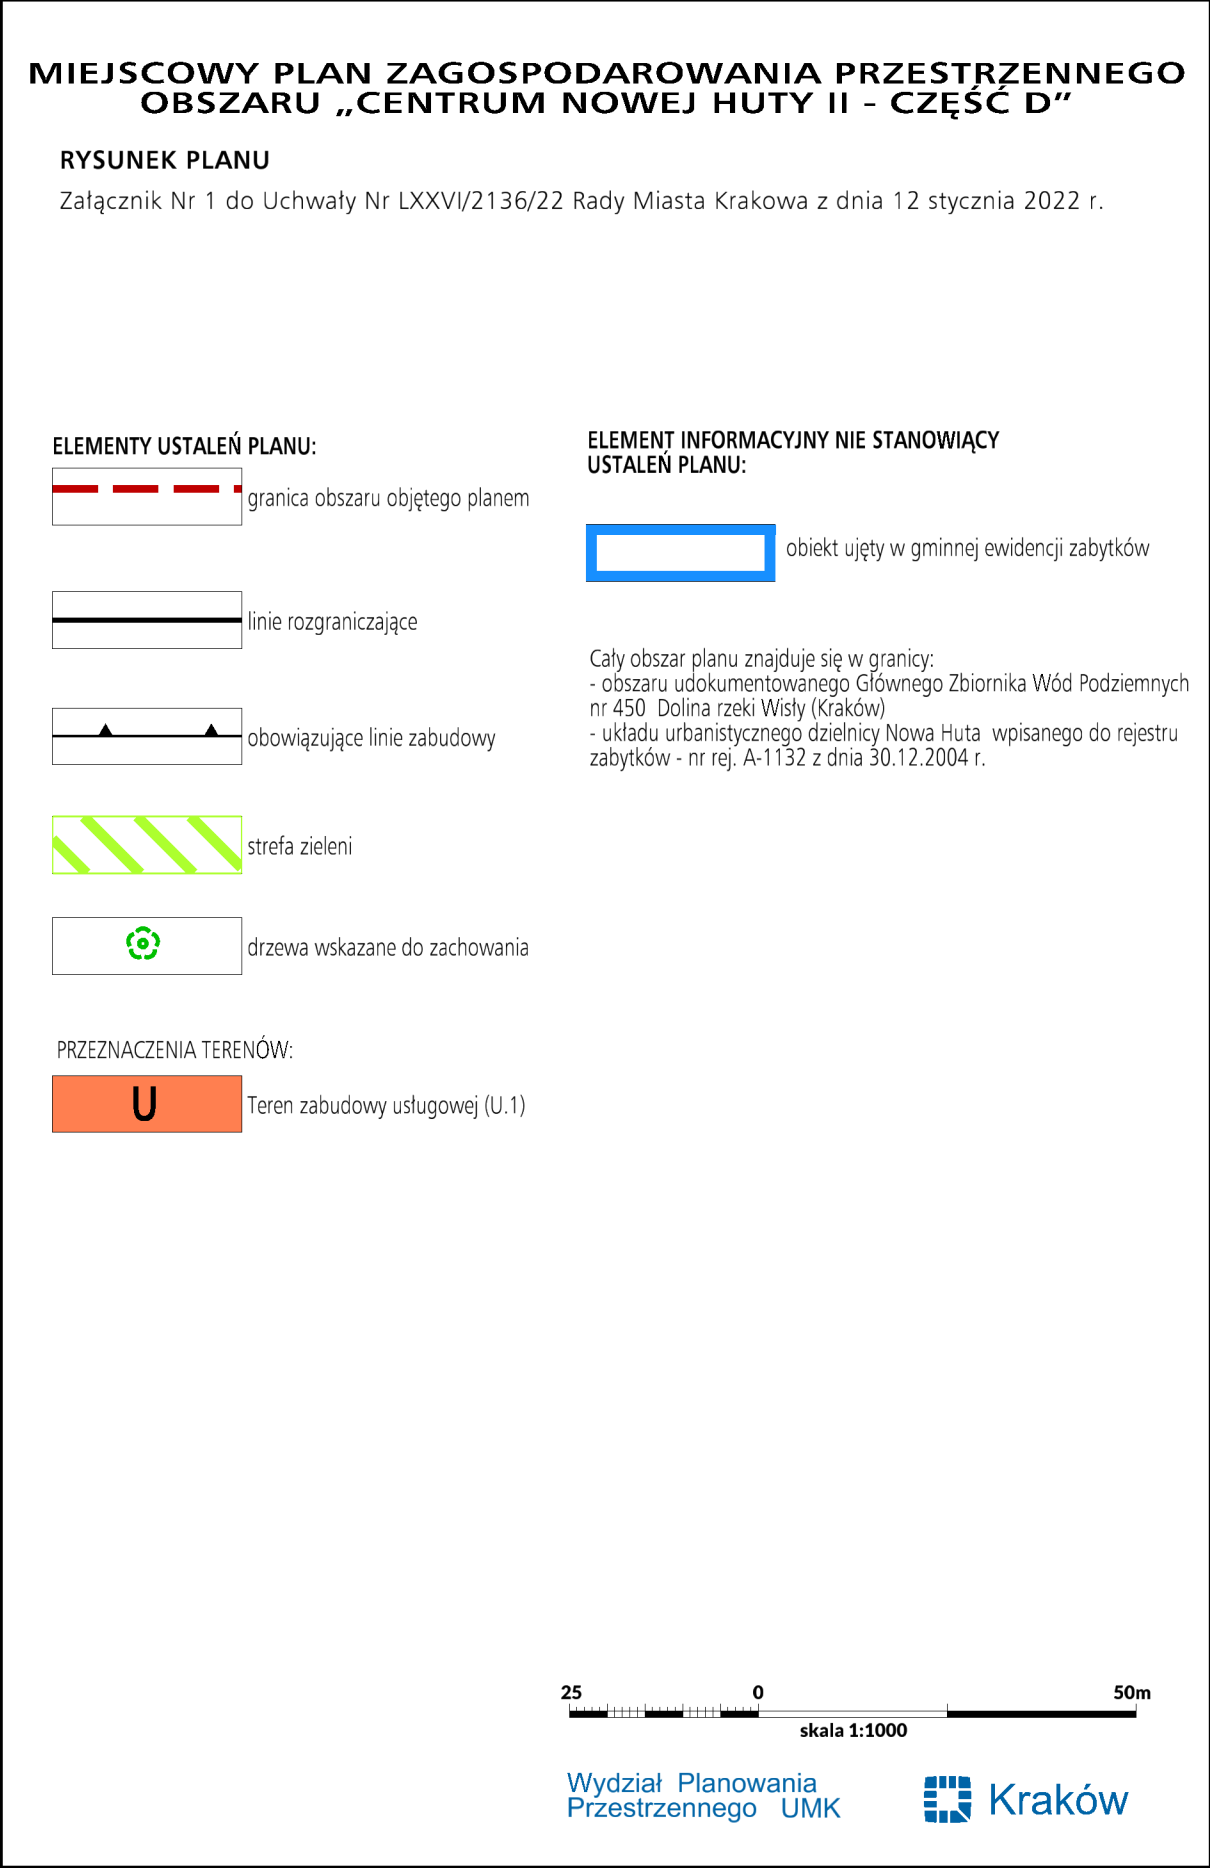 MIEJSCOWY PLAN ZAGOSPODAROWANIA PRZESTRZENNEGO
OBSZARU „CENTRUM NOWEJ HUTY II - CZĘŚĆ D”
RYSUNEK PLANU
Załącznik Nr 1 do Uchwały Nr LXXVI/2136/22 Rady Miasta Krakowa z dnia 12 stycznia 2022 r.
ELEMENTY USTALEŃ PLANU:
granica obszaru objętego planem
linie rozgraniczające
obowiązujące linie zabudowy
strefa zieleni
drzewa wskazane do zachowania
PRZEZNACZENIA TERENÓW:
U
Teren zabudowy usługowej (U.1)
ELEMENT INFORMACYJNY NIE STANOWIĄCY
USTALEŃ PLANU:
obiekt ujęty w gminnej ewidencji zabytków
Cały obszar planu znajduje się w granicy:
- obszaru udokumentowanego Głównego Zbiornika Wód Podziemnych
nr 450 Dolina rzeki Wisły (Kraków)
- układu urbanistycznego dzielnicy Nowa Huta wpisanego do rejestru
zabytków - nr rej. A-1132 z dnia 30.12.2004 r.
25 0 50m
skala 1:1000
Wydział Planowania
Przestrzennego UMK
Kraków